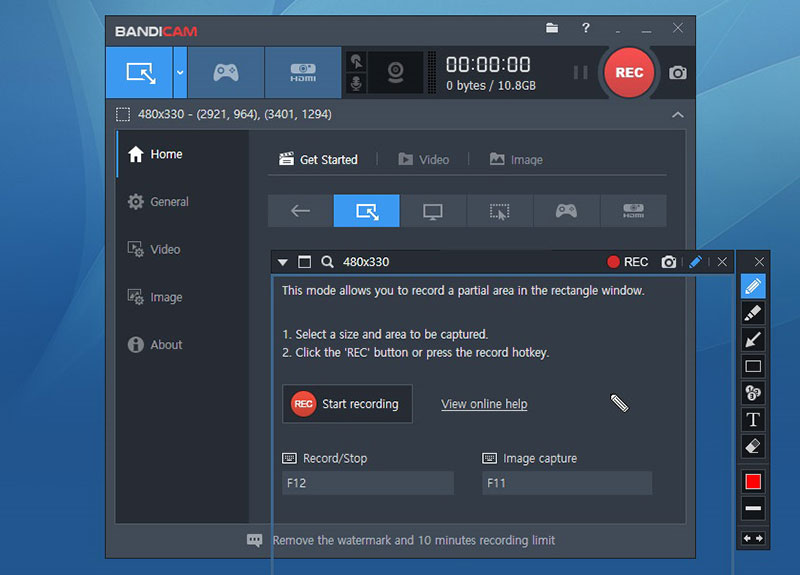 BANDICAM
?
HDMI
00:00:00
0 bytes / 10.8GB
REC
480x330 - (2921, 964), (3401, 1294)
Home
General
Video
Image
About
Get Started
Video
Image
HDMI
480x330
REC
This mode allows you to record a partial area in the rectangle window.
1. Select a size and area to be captured.
2. Click the 'REC' button or press the record hotkey.
REC
Start recording
View online help
Record/Stop
Image capture
F12
F11
1
2
3
T
Remove the watermark and 10 minutes recording limit